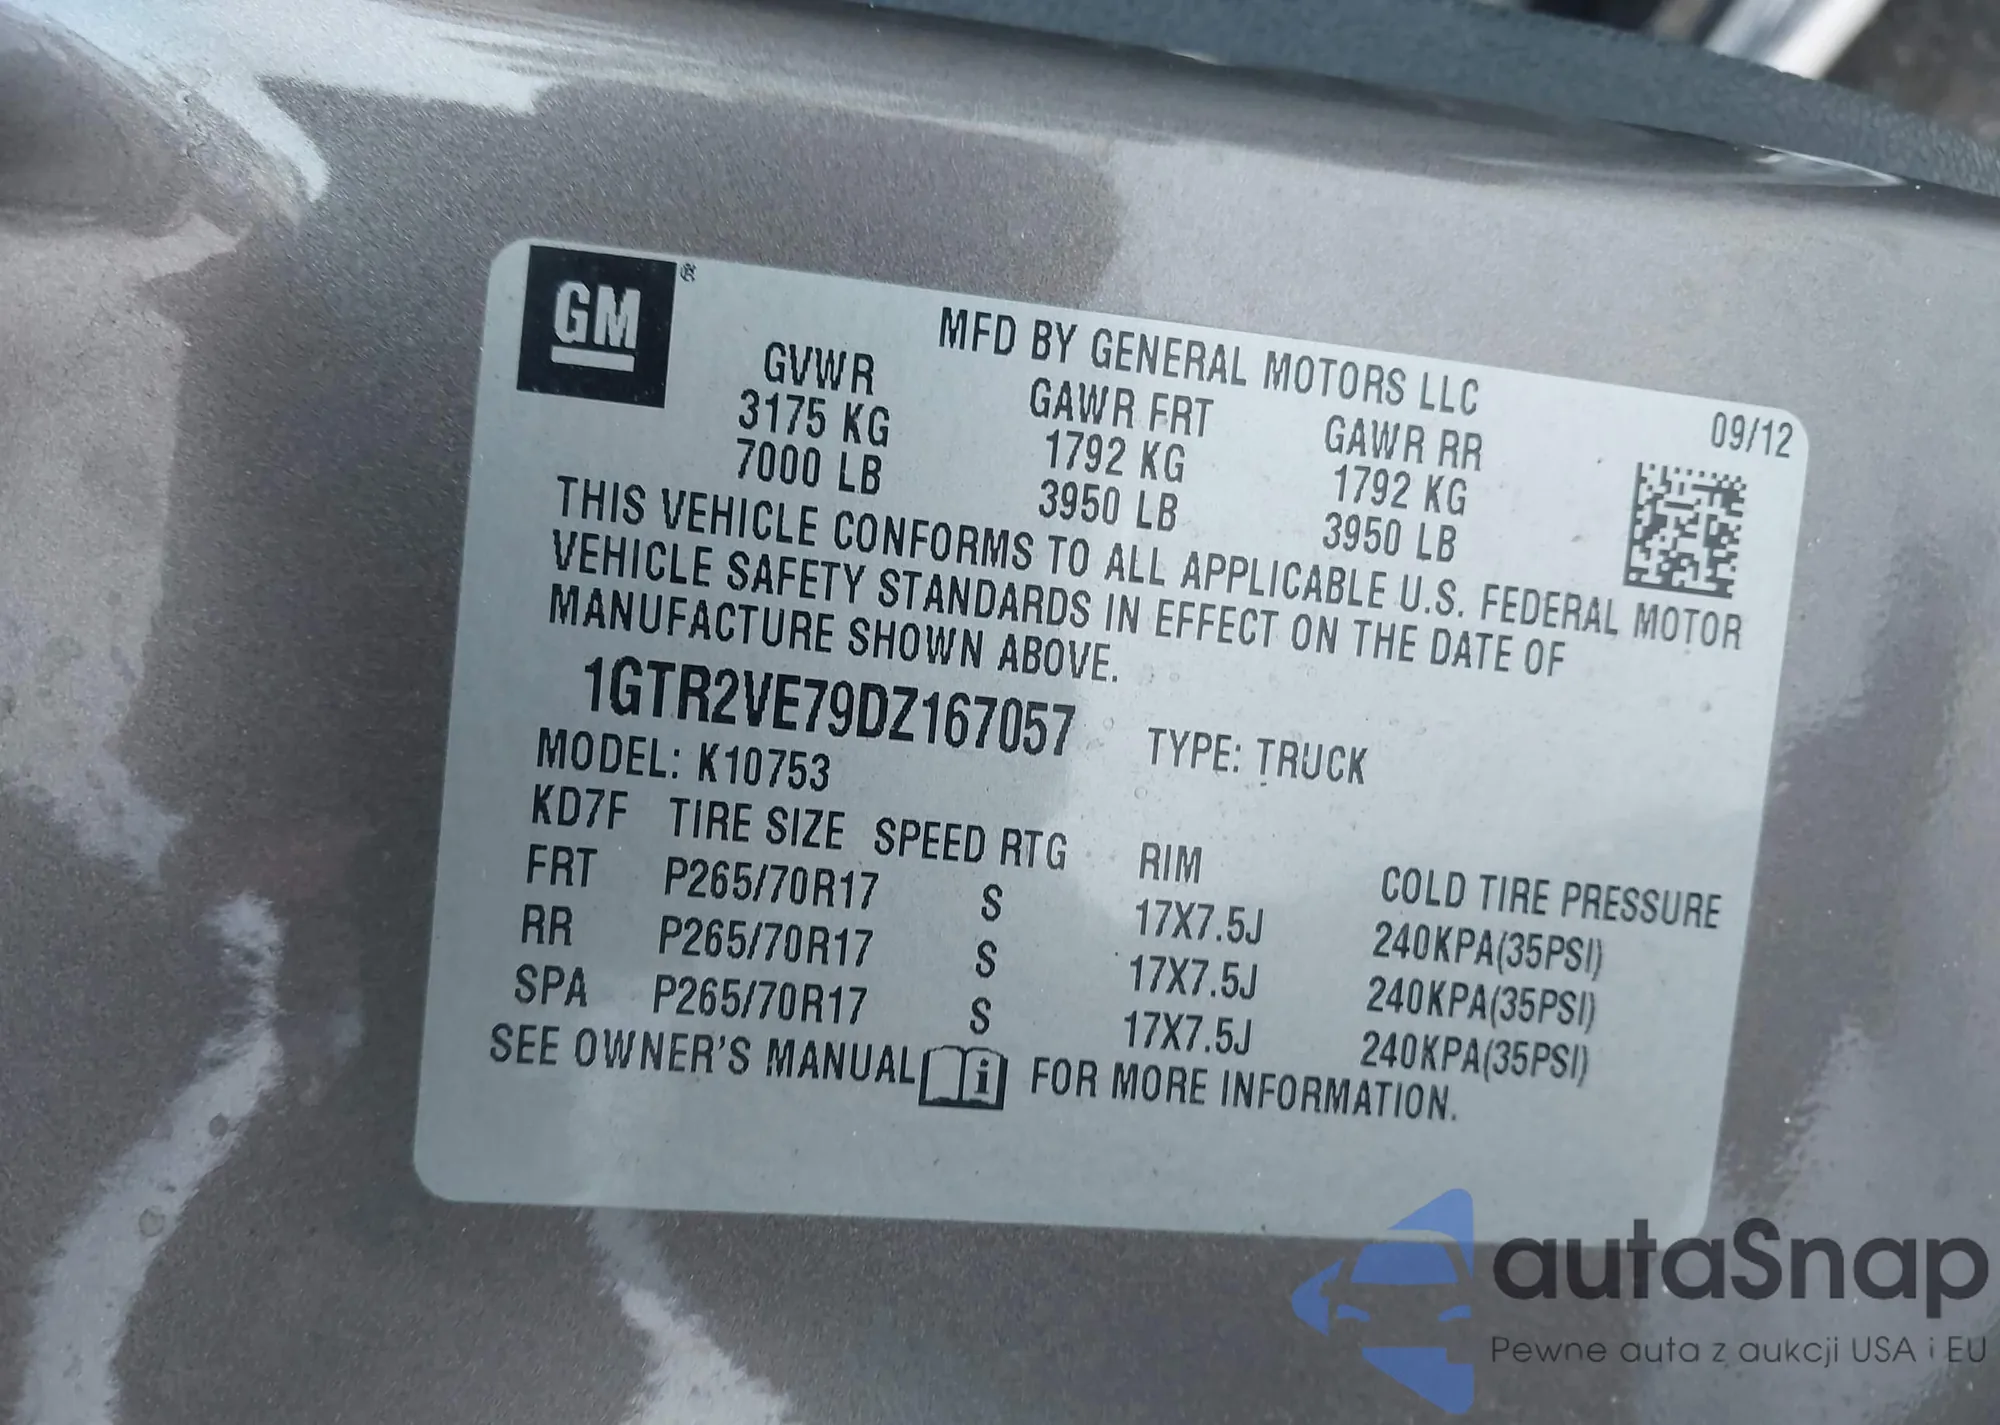 GM®
MFD BY GENERAL MOTORS LLC
GVWR GAWR FRT GAWR RR 09/12
3175 KG 1792 KG 1792 KG
7000 LB 3950 LB 3950 LB
THIS VEHICLE CONFORMS TO ALL APPLICABLE U.S. FEDERAL MOTOR
VEHICLE SAFETY STANDARDS IN EFFECT ON THE DATE OF
MANUFACTURE SHOWN ABOVE.
1GTR2VE79DZ167057 TYPE: TRUCK
MODEL: K10753
KD7F TIRE SIZE SPEED RTG RIM COLD TIRE PRESSURE
FRT P265/70R17 S 17X7.5J 240KPA(35PSI)
RR P265/70R17 S 17X7.5J 240KPA(35PSI)
SPA P265/70R17 S 17X7.5J 240KPA(35PSI)
SEE OWNER'S MANUAL i FOR MORE INFORMATION.
autaSnap
Pewne auta z aukcji USA i EU